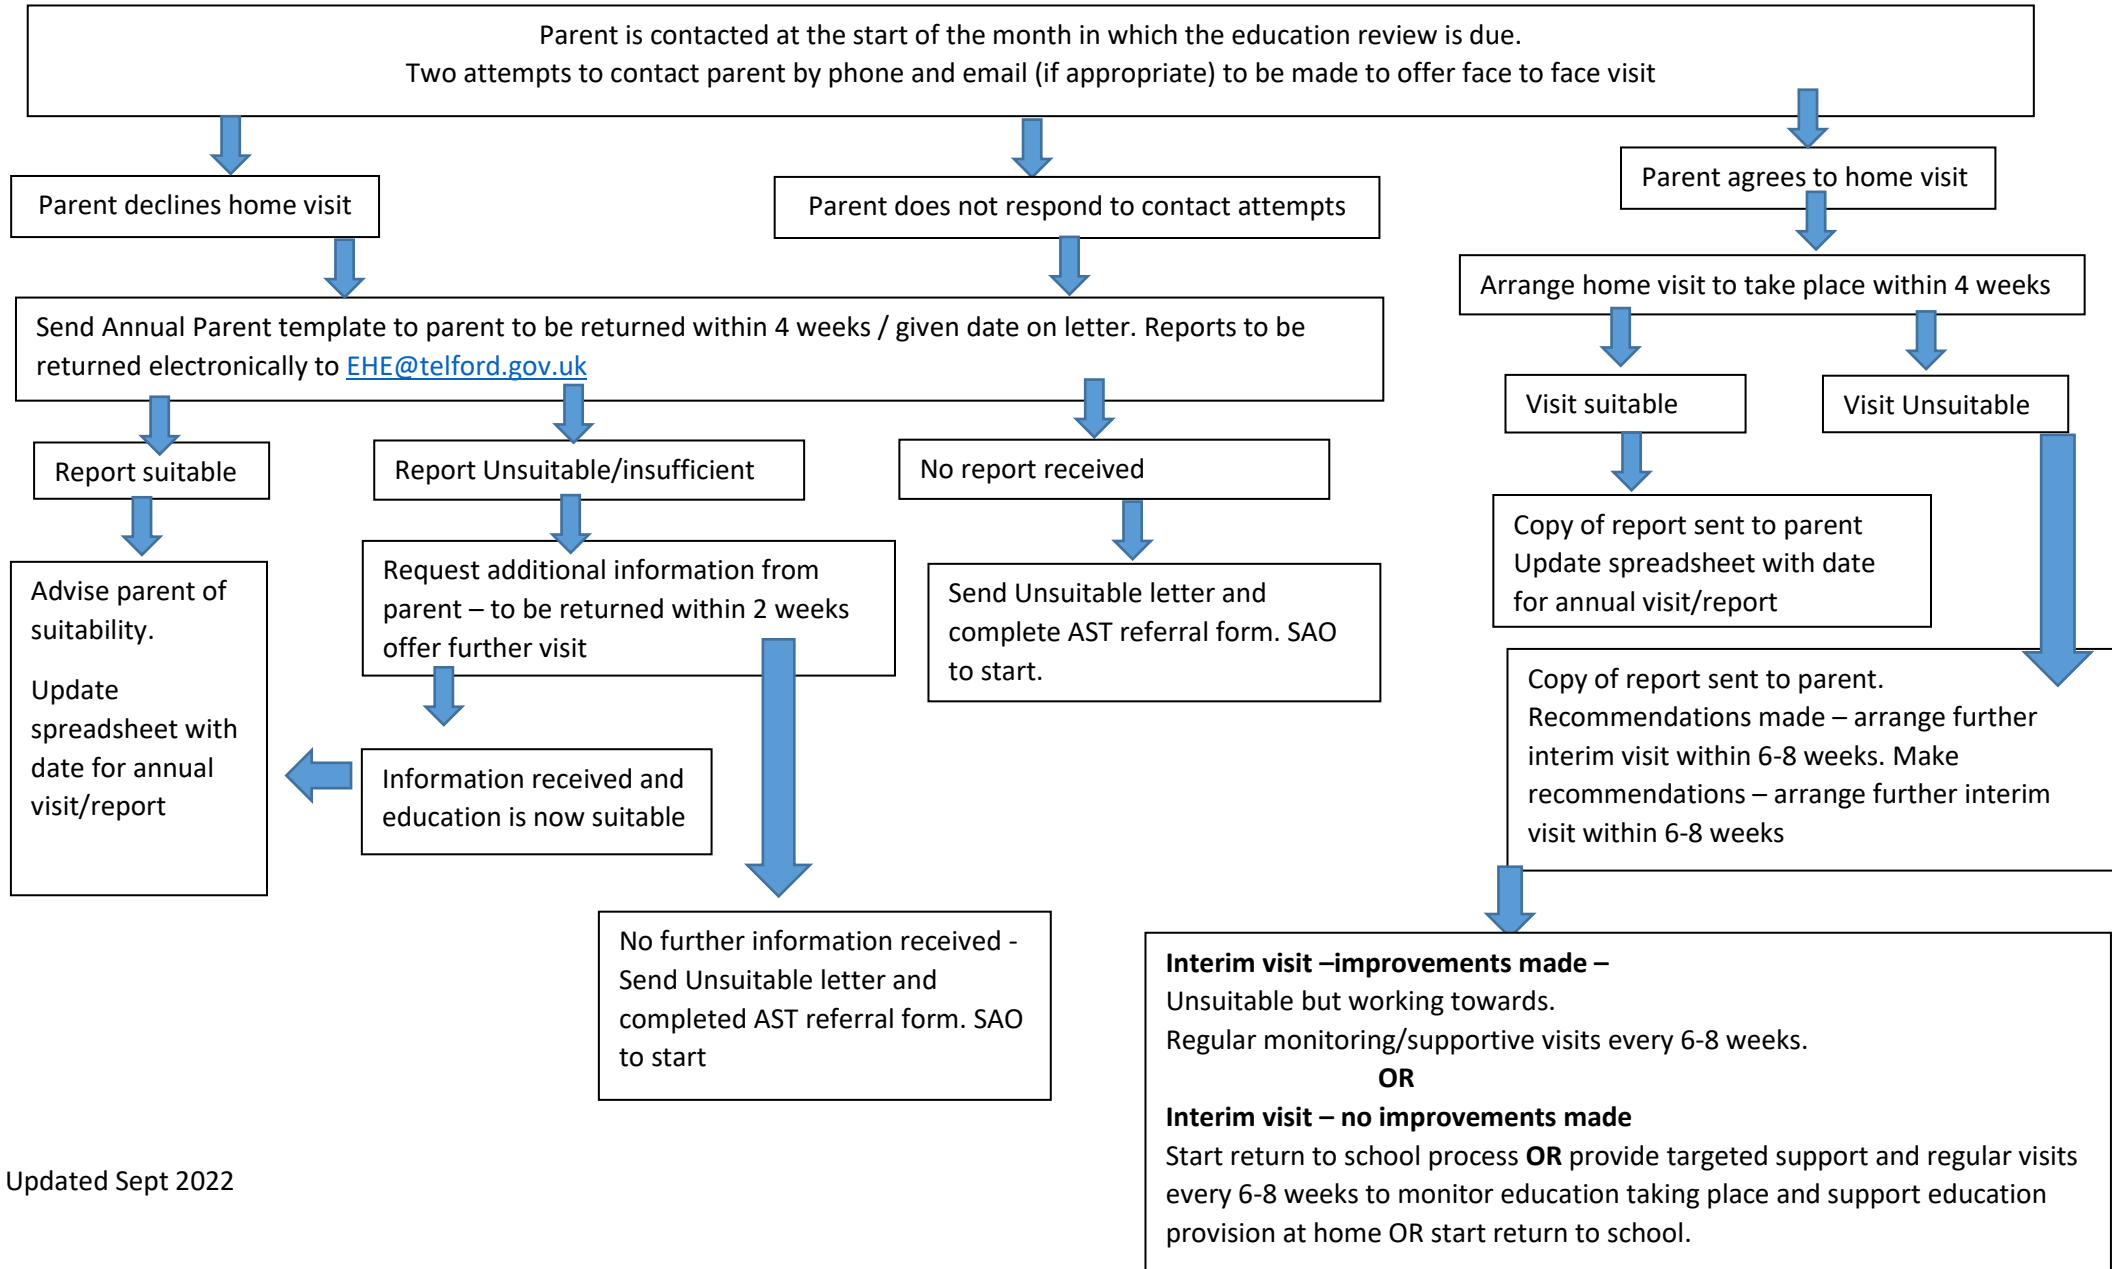 Parent is contacted at the start of the month in which the education review is due.
Two attempts to contact parent by phone and email (if appropriate) to be made to offer face to face visit
Parent declines home visit
Parent does not respond to contact attempts
Parent agrees to home visit
Arrange home visit to take place within 4 weeks
Send Annual Parent template to parent to be returned within 4 weeks / given date on letter. Reports to be
returned electronically to EHE@telford.gov.uk
Visit suitable
Visit Unsuitable
Report suitable
Report Unsuitable/insufficient
No report received
Copy of report sent to parent
Update spreadsheet with date
for annual visit/report
Advise parent of
suitability.
Update
spreadsheet with
date for annual
visit/report
Request additional information from
parent – to be returned within 2 weeks
offer further visit
Send Unsuitable letter and
complete AST referral form. SAO
to start.
Copy of report sent to parent.
Recommendations made – arrange further
interim visit within 6-8 weeks. Make
recommendations – arrange further interim
visit within 6-8 weeks
Information received and
education is now suitable
No further information received -
Send Unsuitable letter and
completed AST referral form. SAO
to start
Interim visit –improvements made –
Unsuitable but working towards.
Regular monitoring/supportive visits every 6-8 weeks.
OR
Interim visit – no improvements made
Start return to school process OR provide targeted support and regular visits
every 6-8 weeks to monitor education taking place and support education
provision at home OR start return to school.
Updated Sept 2022